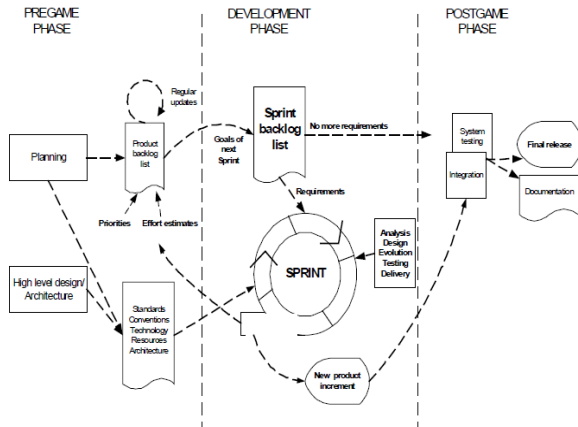 PREGAME
PHASE
DEVELOPMENT
PHASE
POSTGAME
PHASE
Regular
updates
Planning
Product
backlog
list
Goals of
next
Sprint
Sprint
backlog
list
No more requirements
System
testing
Integration
Final release
Documentation
Priorities
Effort estimates
Requirements
SPRINT
Analysis
Design
Evolution
Testing
Delivery
High level design/
Architecture
Standards
Conventions
Technology
Resources
Architecture
New product
increment